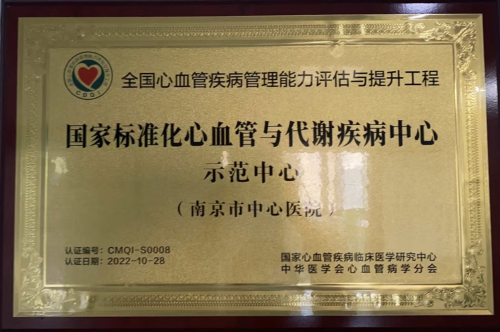 CDQI
全国心血管疾病管理能力评估与提升工程
国家标准化心血管与代谢疾病中心
示范中心
（南京市中心医院）
认证编号：CMQI-S0008
认证日期：2022-10-28
国家心血管疾病临床医学研究中心
中华医学会心血管病学分会